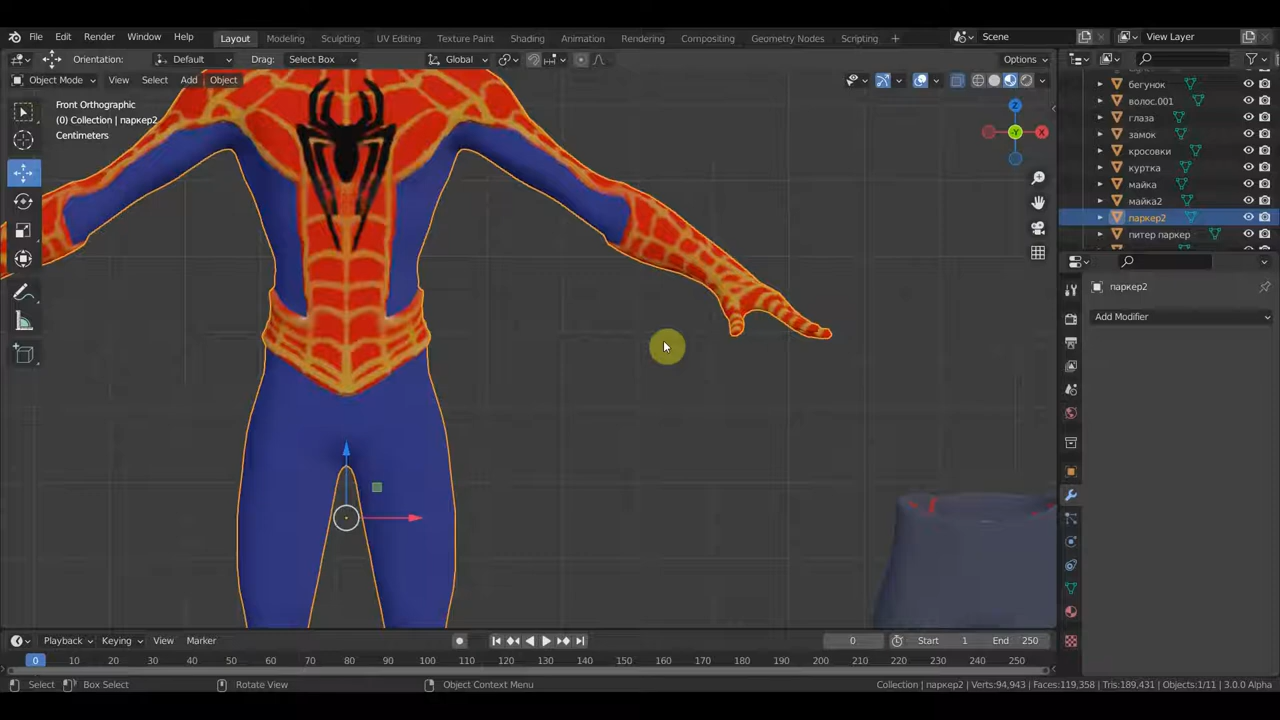 File Edit Render Window Help Layout Modeling Sculpting UV Editing Texture Paint Shading Animation Rendering Compositing Geometry Nodes Scripting + Scene View Layer
Orientation: Default Drag: Select Box Global Options
Object Mode View Select Add Object
Front Orthographic
(0) Collection | паркер2
Centimeters
Z
-Y
X
бегунок
волос.001
глаза
замок
кросовки
куртка
майка
майка2
паркер2
питер паркер
паркер2
Add Modifier
Playback Keying View Marker 0 Start 1 End 250
0 10 20 30 40 50 60 70 80 90 100 110 120 130 140 150 160 170 180 190 200 210 220 230 240 250
Select Box Select Rotate View Object Context Menu Collection | паркер2 | Verts:94,943 | Faces:119,358 | Tris:189,431 | Objects:1/11 | 3.0.0 Alpha